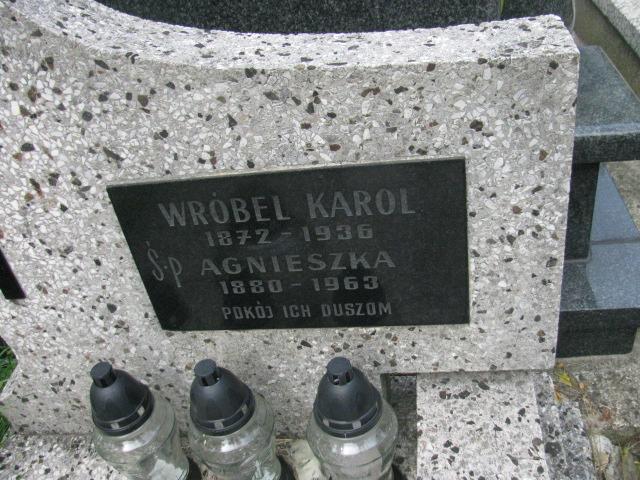 WRÓBEL KAROL
1872 - 1936
Ś.p AGNIESZKA
1880 - 1963
POKÓJ ICH DUSZOM